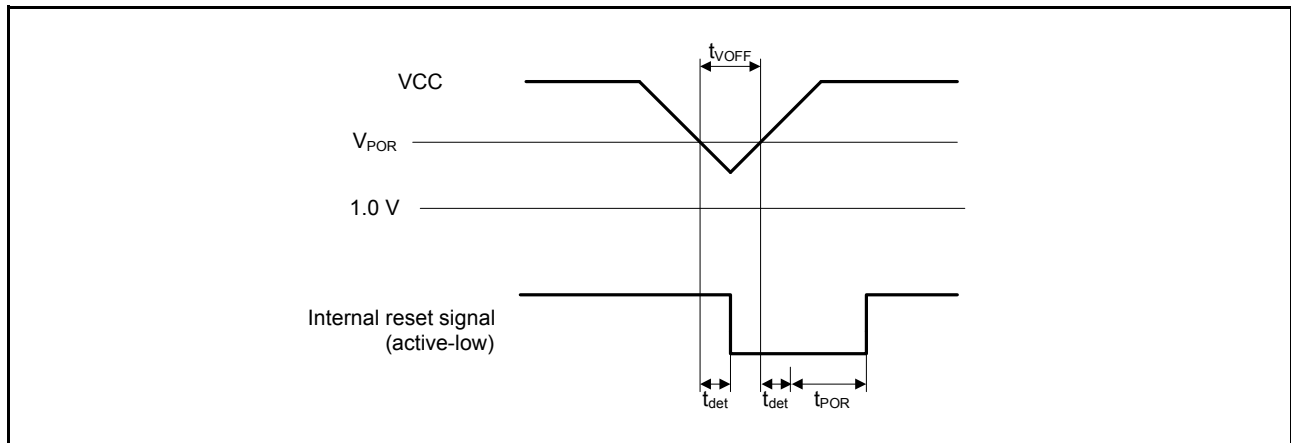 tVOFF
VCC
VPOR
1.0 V
Internal reset signal
(active-low)
tdet
tdet
tPOR